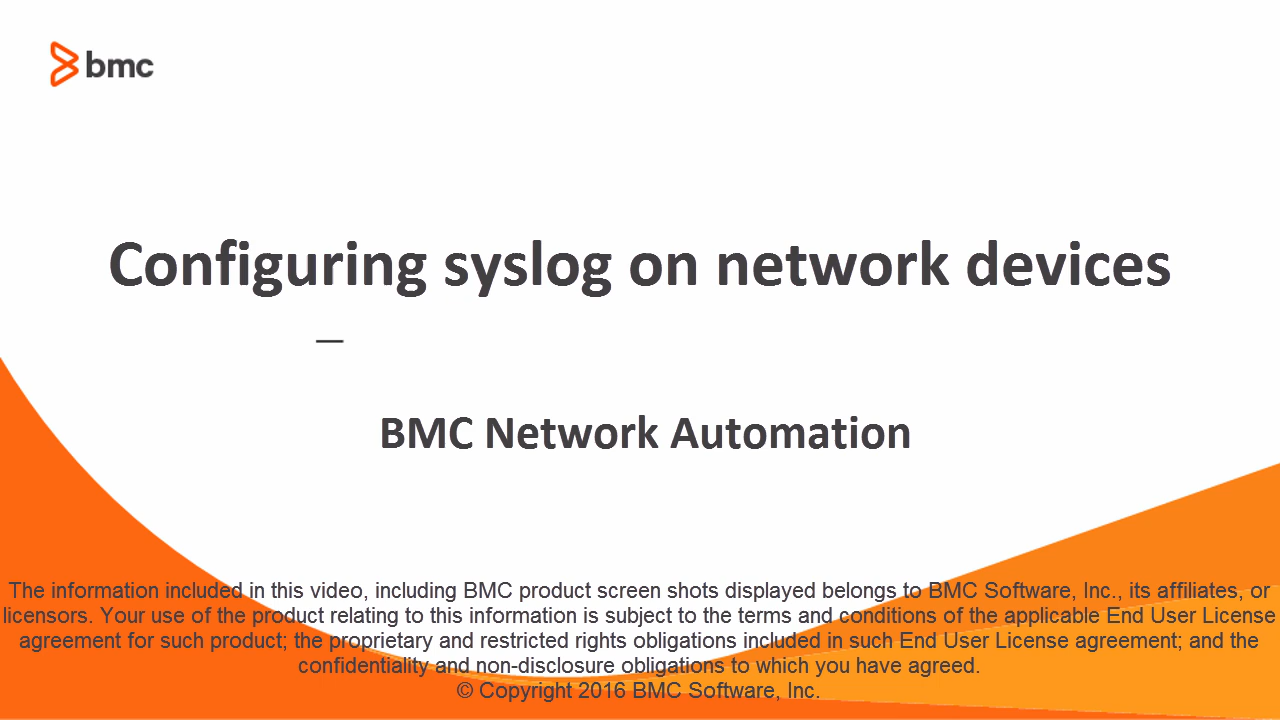 bmc
Configuring syslog on network devices
—
BMC Network Automation
The information included in this video, including BMC product screen shots displayed belongs to BMC Software, Inc., its affiliates, or
licensors. Your use of the product relating to this information is subject to the terms and conditions of the applicable End User License
agreement for such product; the proprietary and restricted rights obligations included in such End User License agreement; and the
confidentiality and non-disclosure obligations to which you have agreed.
© Copyright 2016 BMC Software, Inc.